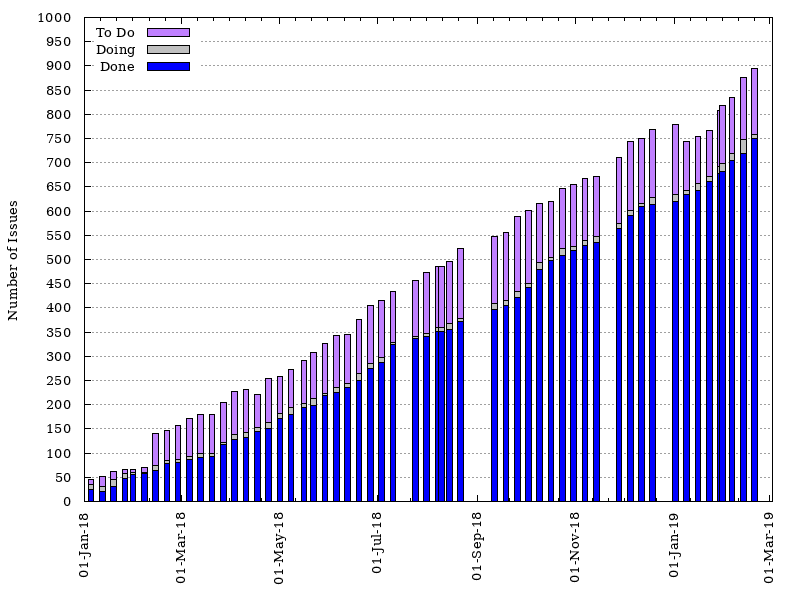 1000
950
900
850
800
750
700
650
600
550
500
450
400
350
300
250
200
150
100
50
0
Number of Issues
To Do
Doing
Done
01-Jan-18
01-Mar-18
01-May-18
01-Jul-18
01-Sep-18
01-Nov-18
01-Jan-19
01-Mar-19